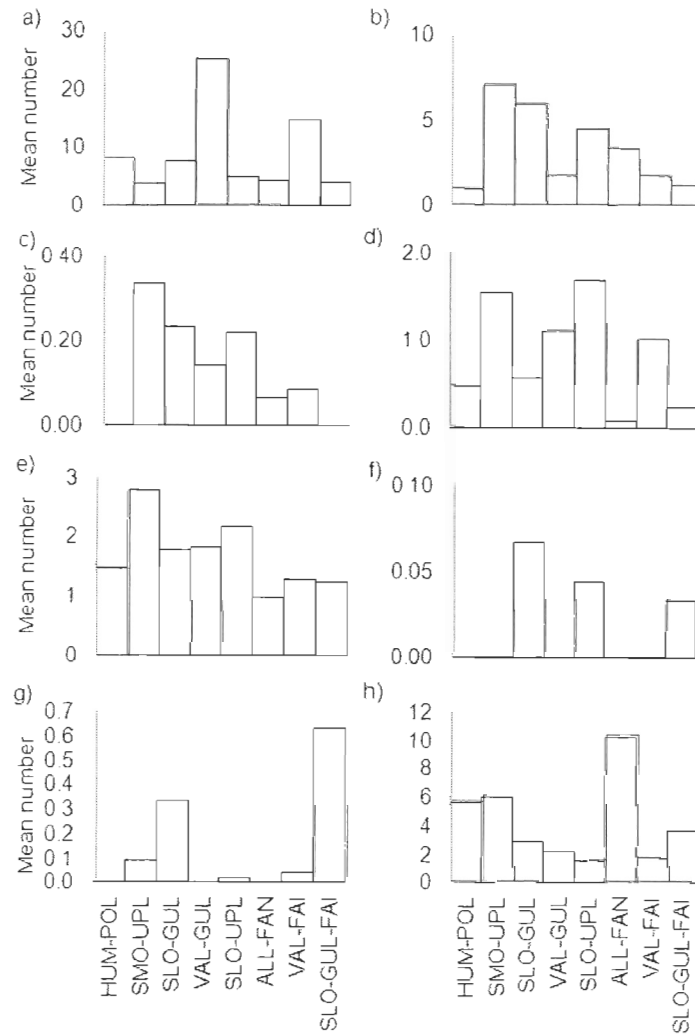 a)
b)
Mean number
30
20
10
0
10
5
0
c)
d)
Mean number
0 40
0.20
0.00
2.0
1.0
0.0
e)
f)
Mean number
3
2
1
0
0 10
0.05
0.00
g)
h)
Mean number
0.7
0.6
0.5
0.4
0.3
0.2
0.1
0.0
12
10
8
6
4
2
0
HUM-POL
SMO-UPL
SLO-GUL
VAL-GUL
SLO-UPL
ALL-FAN
VAL-FAI
SLO-GUL-FAI
HUM-POL
SMO-UPL
SLO-GUL
VAL-GUL
SLO-UPL
ALL-FAN
VAL-FAI
SLO-GUL-FAI